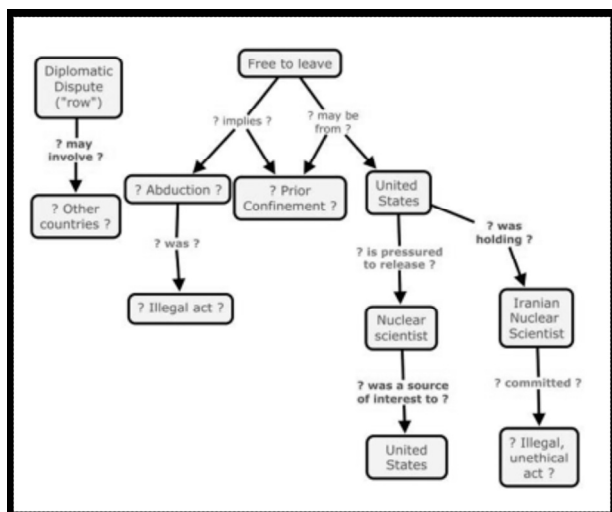 Diplomatic
Dispute
("row")
Free to leave
? implies ?
? may be
from ?
? may
involve ?
? Abduction ?
? Prior
Confinement ?
United
States
? Other
countries ?
? was ?
? is pressured
to release ?
? was
holding ?
? Illegal act ?
Nuclear
scientist
Iranian
Nuclear
Scientist
? was a source
of interest to ?
? committed ?
United
States
? Illegal,
unethical
act ?